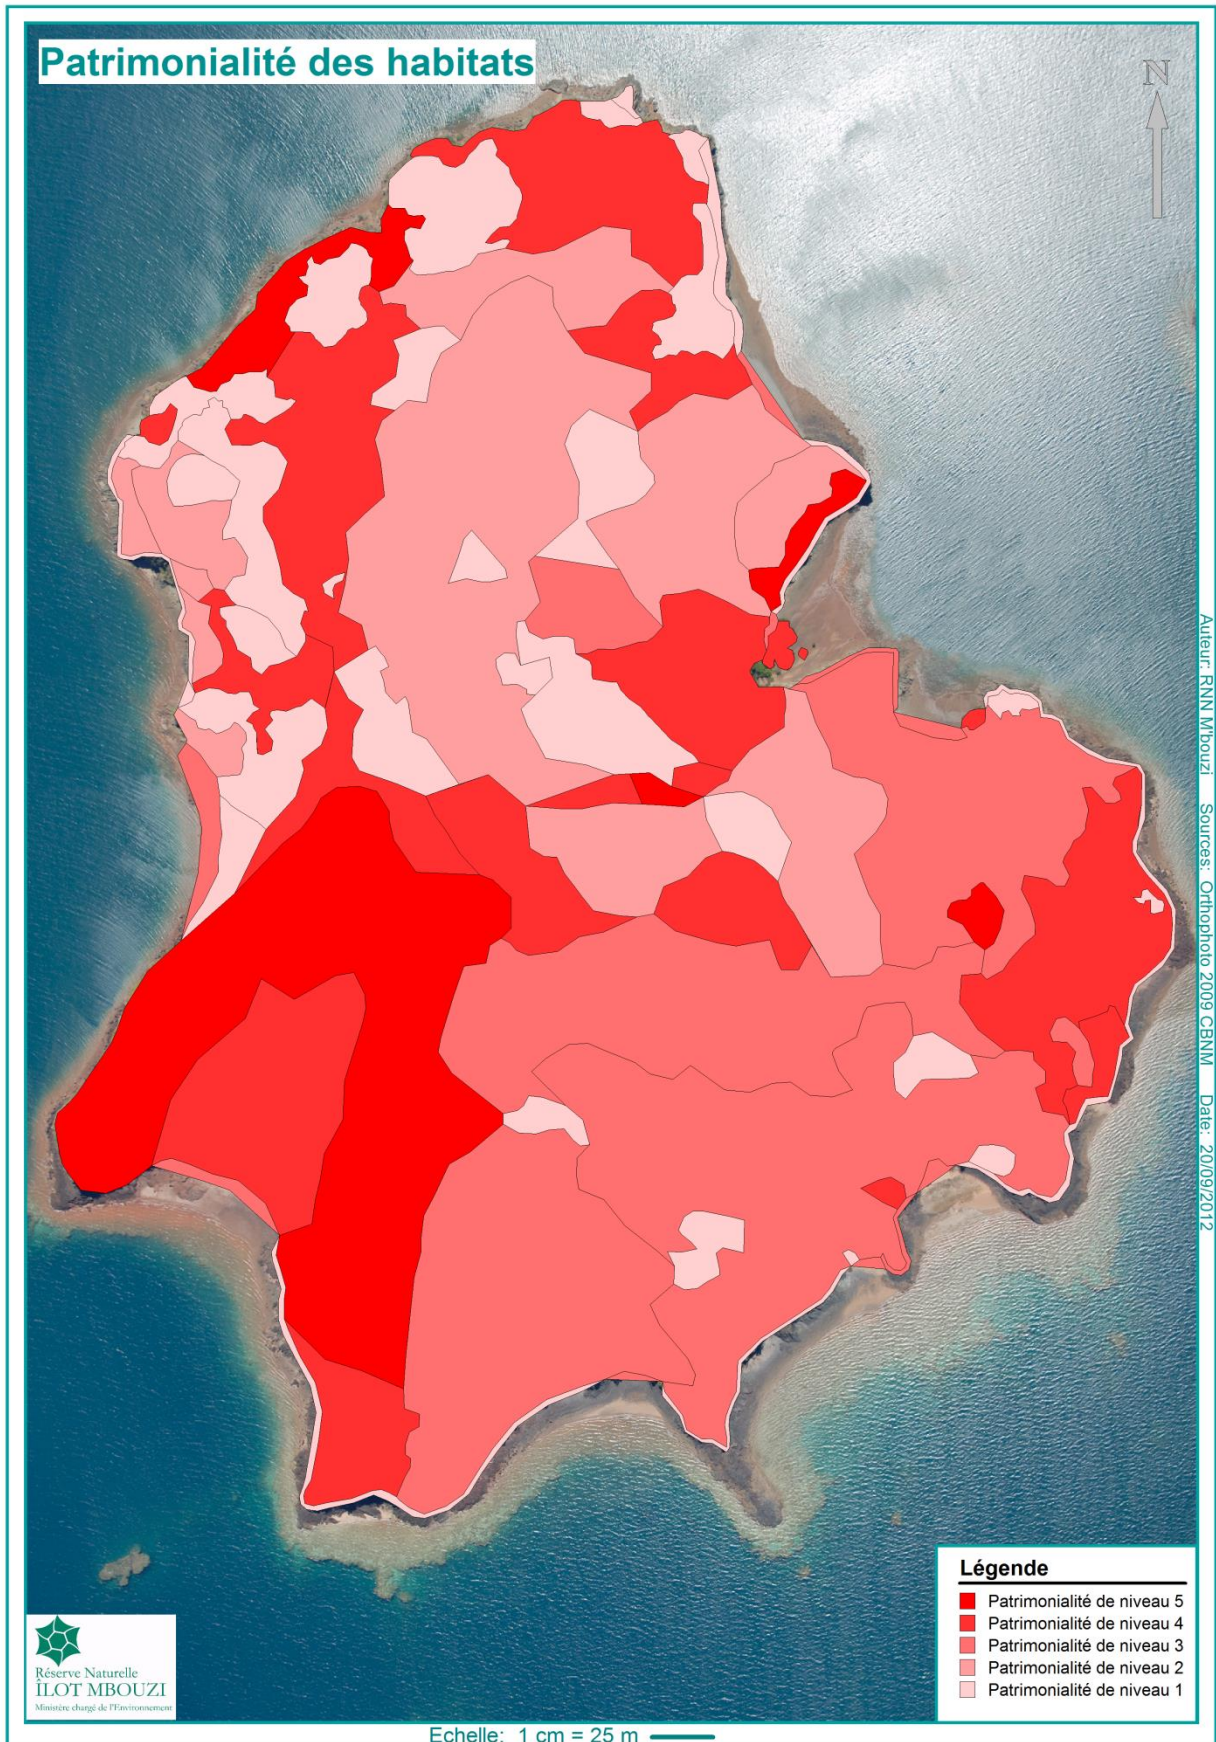 Patrimonialité des habitats
N
Auteur: RNN M'bouzi Sources: Orthophoto 2009 CBNM Date: 20/09/2012
Légende
Patrimonialité de niveau 5
Patrimonialité de niveau 4
Patrimonialité de niveau 3
Patrimonialité de niveau 2
Patrimonialité de niveau 1
Réserve Naturelle
ÎLOT MBOUZI
Ministère chargé de l'Environnement
Echelle: 1 cm = 25 m